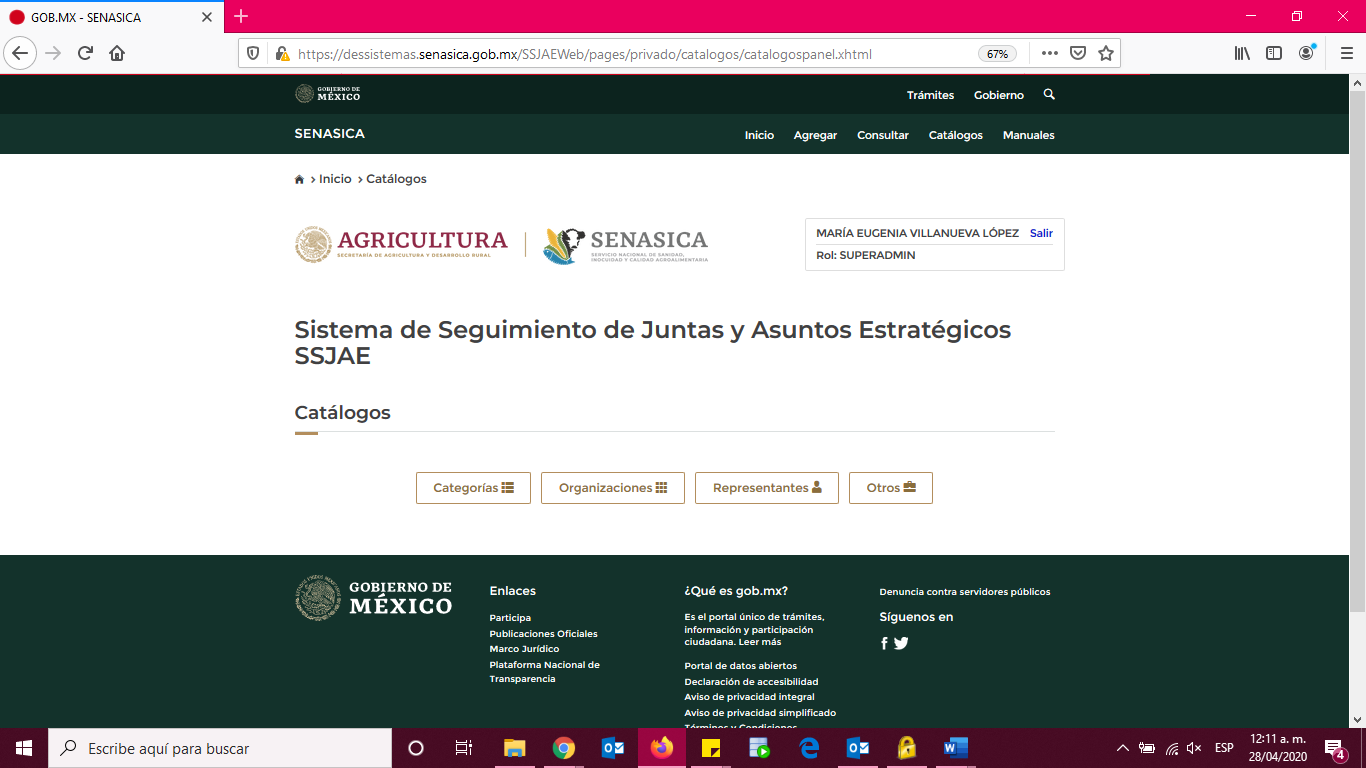 GOB.MX - SENASICA
https://dessistemas.senasica.gob.mx/SSJAEWeb/pages/privado/catalogos/catalogospanel.xhtml
67%
GOBIERNO DE
MÉXICO
Trámites Gobierno
SENASICA
Inicio Agregar Consultar Catálogos Manuales
Inicio Catálogos
AGRICULTURA
SECRETARÍA DE AGRICULTURA Y DESARROLLO RURAL
SENASICA
SERVICIO NACIONAL DE SANIDAD,
INOCUIDAD Y CALIDAD AGROALIMENTARIA
MARÍA EUGENIA VILLANUEVA LÓPEZ Salir
Rol: SUPERADMIN
Sistema de Seguimiento de Juntas y Asuntos Estratégicos
SSJAE
Catálogos
Categorías Organizaciones Representantes Otros
GOBIERNO DE
MÉXICO
Enlaces
Participa
Publicaciones Oficiales
Marco Jurídico
Plataforma Nacional de
Transparencia
¿Qué es gob.mx?
Es el portal único de trámites,
información y participación
ciudadana. Leer más
Portal de datos abiertos
Declaración de accesibilidad
Aviso de privacidad integral
Aviso de privacidad simplificado
Términos y Condiciones
Denuncia contra servidores públicos
Síguenos en
Escribe aquí para buscar
ESP
12:11 a. m.
28/04/2020
4